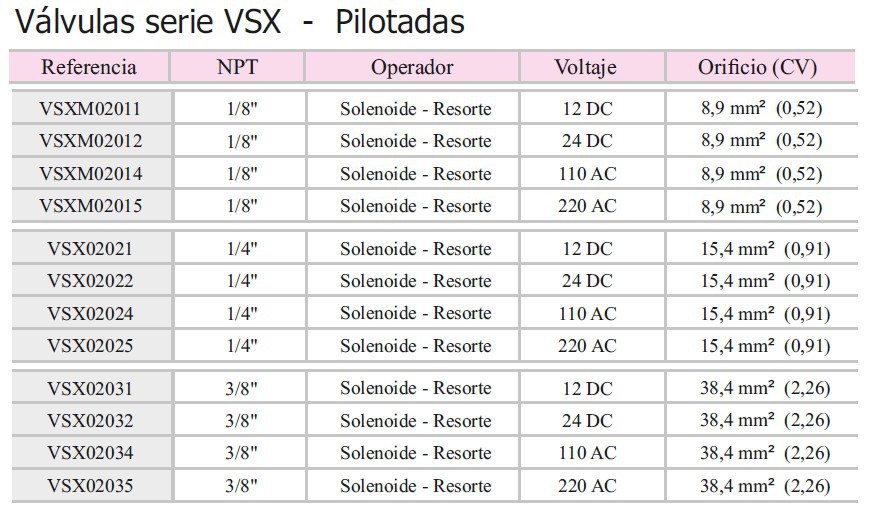 Válvulas serie VSX - Pilotadas
Referencia NPT Operador Voltaje Orificio (CV)
VSXM02011 1/8" Solenoide - Resorte 12 DC 8,9 mm² (0,52)
VSXM02012 1/8" Solenoide - Resorte 24 DC 8,9 mm² (0,52)
VSXM02014 1/8" Solenoide - Resorte 110 AC 8,9 mm² (0,52)
VSXM02015 1/8" Solenoide - Resorte 220 AC 8,9 mm² (0,52)
VSX02021 1/4" Solenoide - Resorte 12 DC 15,4 mm² (0,91)
VSX02022 1/4" Solenoide - Resorte 24 DC 15,4 mm² (0,91)
VSX02024 1/4" Solenoide - Resorte 110 AC 15,4 mm² (0,91)
VSX02025 1/4" Solenoide - Resorte 220 AC 15,4 mm² (0,91)
VSX02031 3/8" Solenoide - Resorte 12 DC 38,4 mm² (2,26)
VSX02032 3/8" Solenoide - Resorte 24 DC 38,4 mm² (2,26)
VSX02034 3/8" Solenoide - Resorte 110 AC 38,4 mm² (2,26)
VSX02035 3/8" Solenoide - Resorte 220 AC 38,4 mm² (2,26)